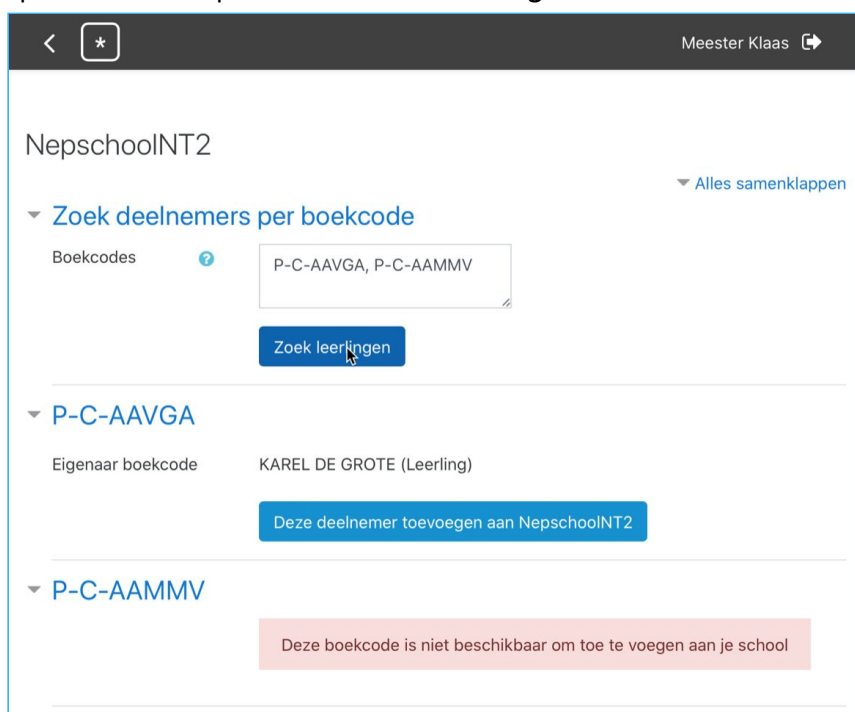 Meester Klaas
NepschoolNT2
Alles samenklappen
Zoek deelnemers per boekcode
Boekcodes
P-C-AAVGA, P-C-AAMMV
Zoek leerlingen
P-C-AAVGA
Eigenaar boekcode KAREL DE GROTE (Leerling)
Deze deelnemer toevoegen aan NepschoolNT2
P-C-AAMMV
Deze boekcode is niet beschikbaar om toe te voegen aan je school